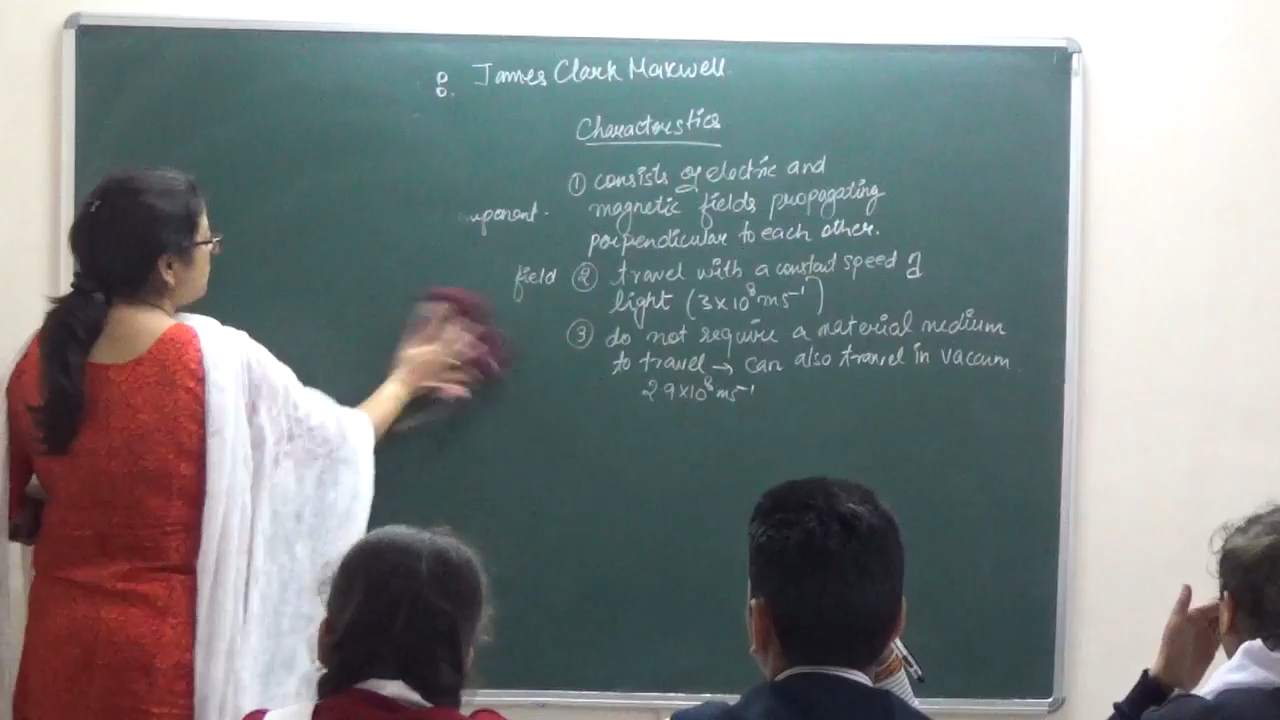 : James Clark Maxwell
Characterstics
① consists of electric and
magnetic fields propagating
perpendicular to each other.
omponent.
field
② travel with a constant speed of
light (3×10⁸ms⁻¹)
③ do not require a material medium
to travel → can also travel in vaccum
2 9×10⁸ms⁻¹